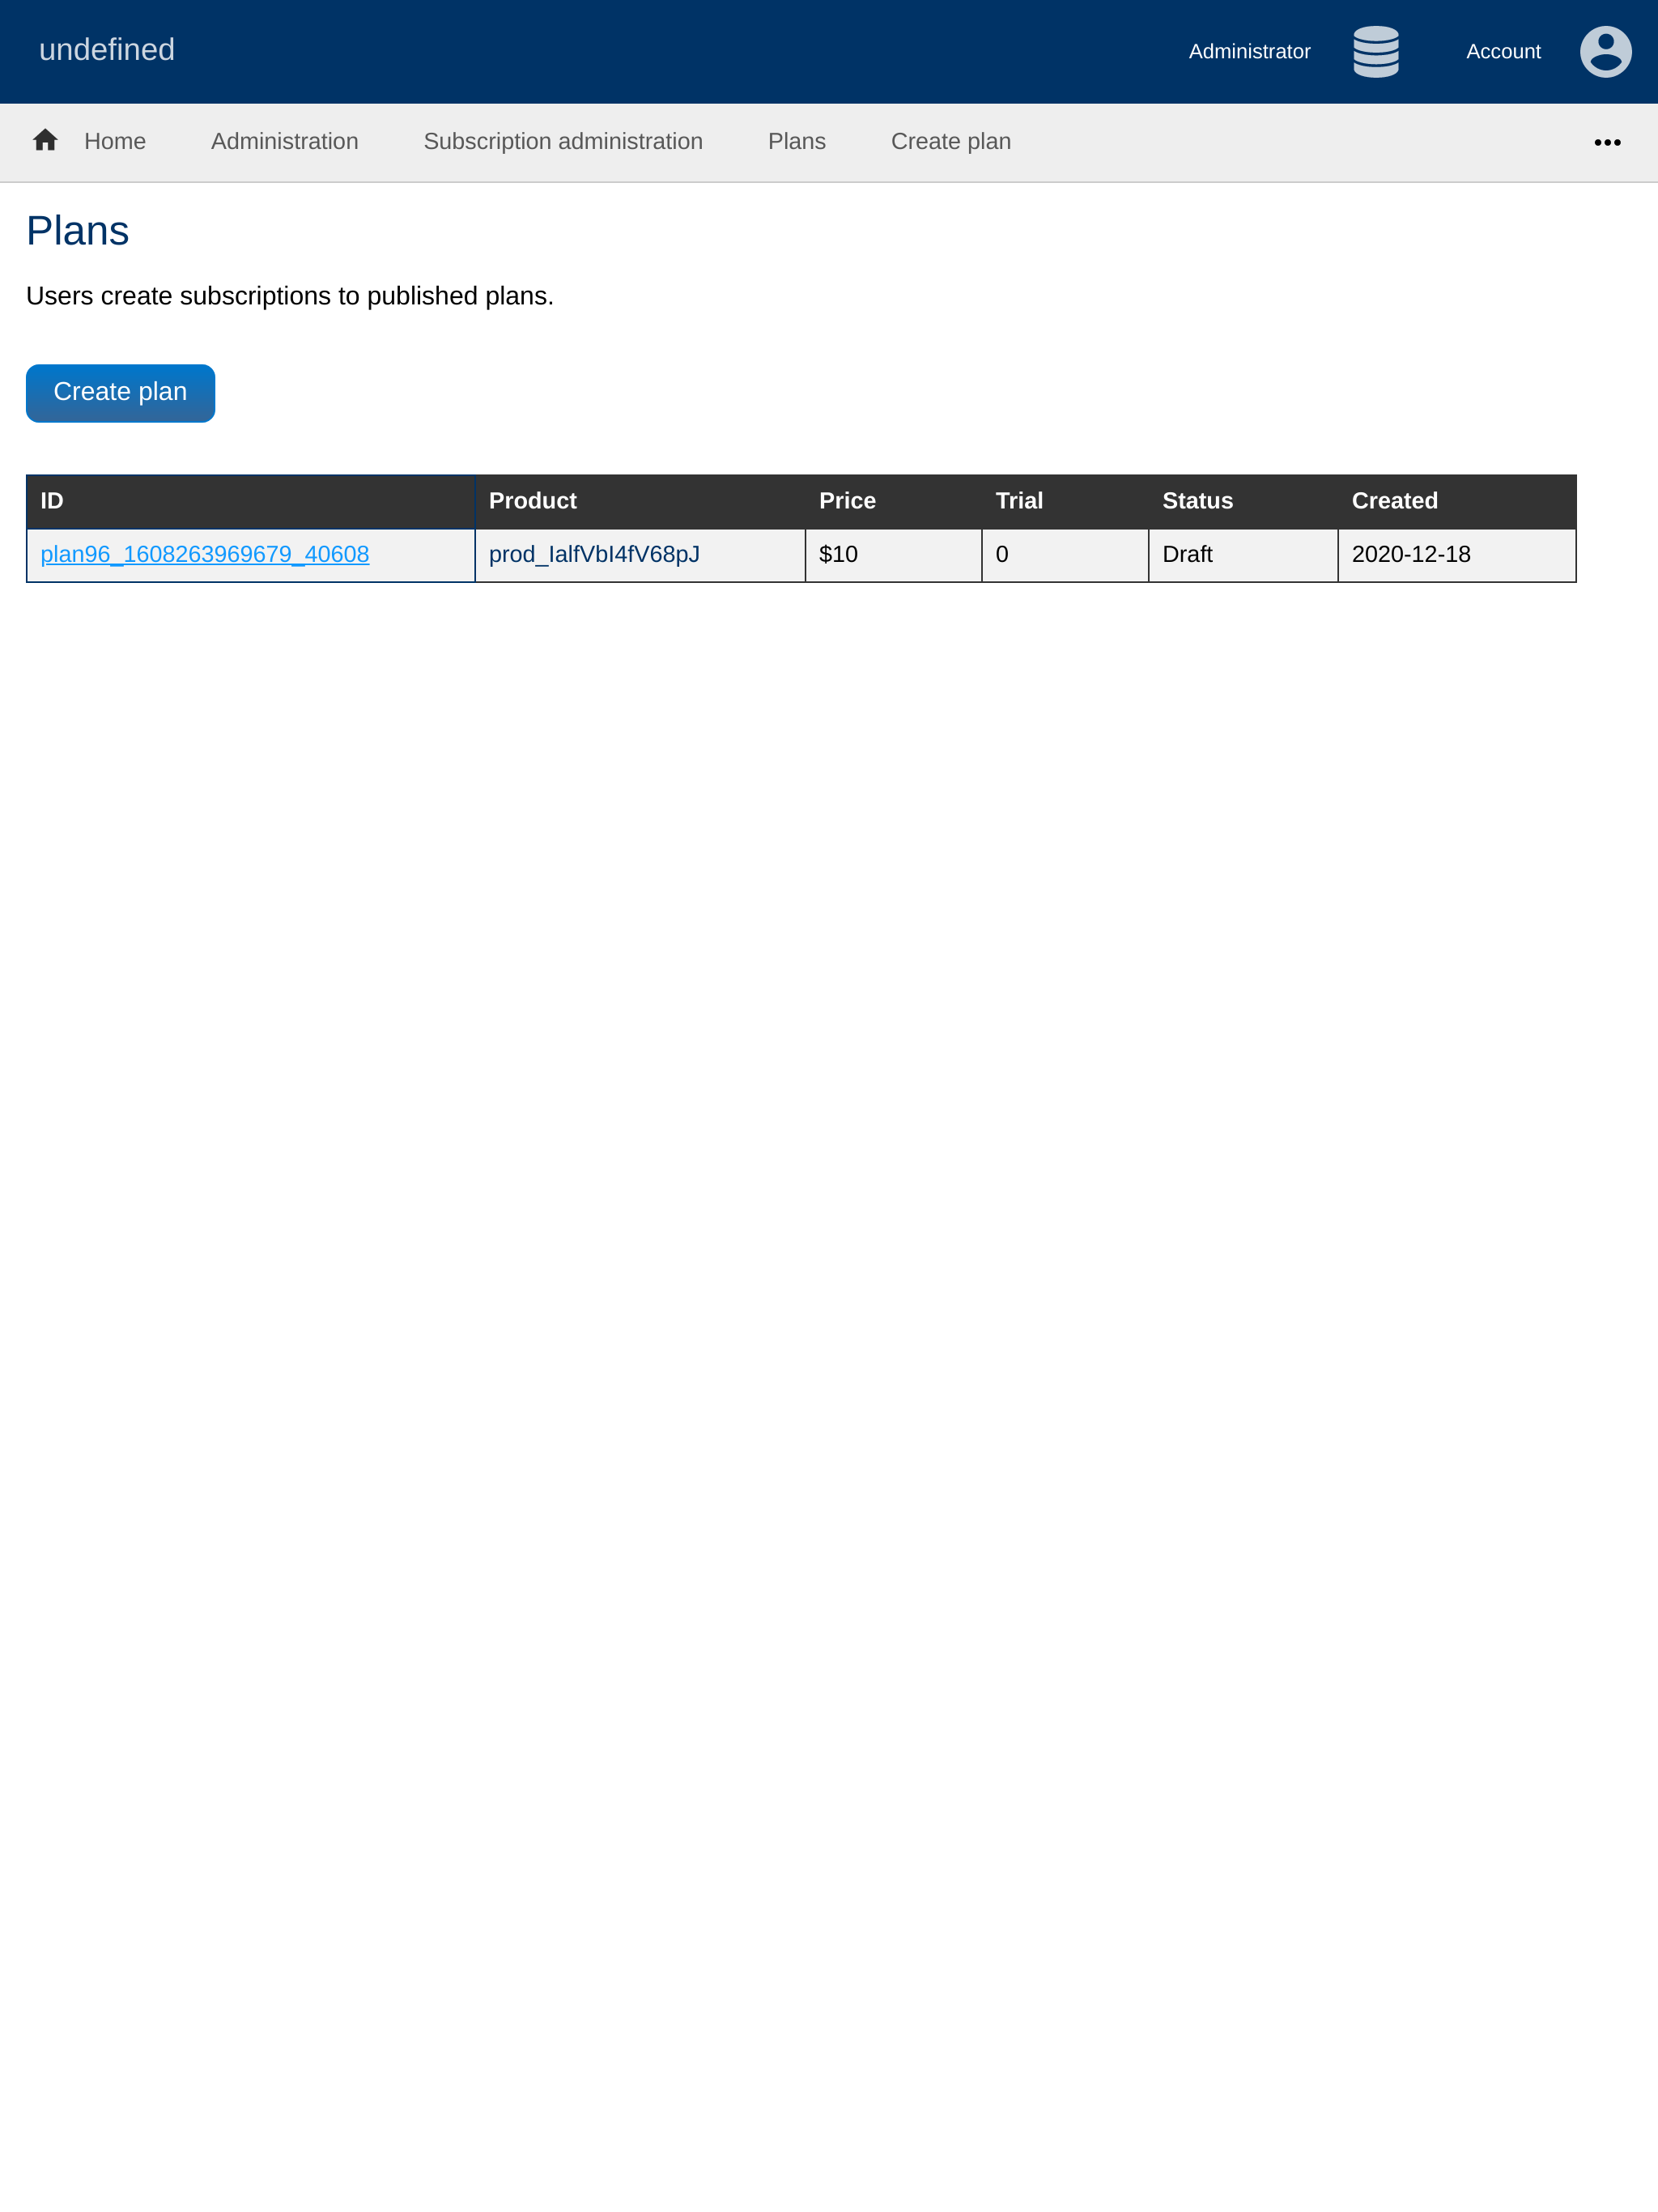 undefined Administrator Account
Home Administration Subscription administration Plans Create plan
Plans
Users create subscriptions to published plans.
Create plan
ID Product Price Trial Status Created
plan96_1608263969679_40608 prod_IalfVbI4fV68pJ $10 0 Draft 2020-12-18